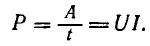 P = A/t = UI.